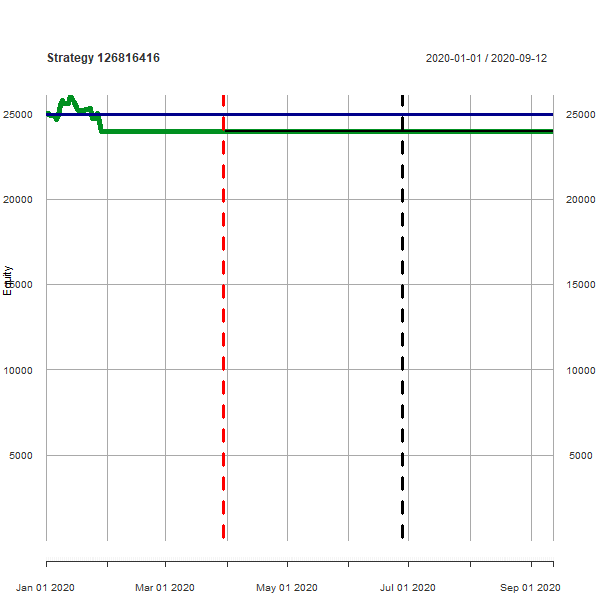 Strategy 126816416 2020-01-01 / 2020-09-12
25000 25000
20000 20000
Equity
15000 15000
10000 10000
5000 5000
Jan 01 2020 Mar 01 2020 May 01 2020 Jul 01 2020 Sep 01 2020